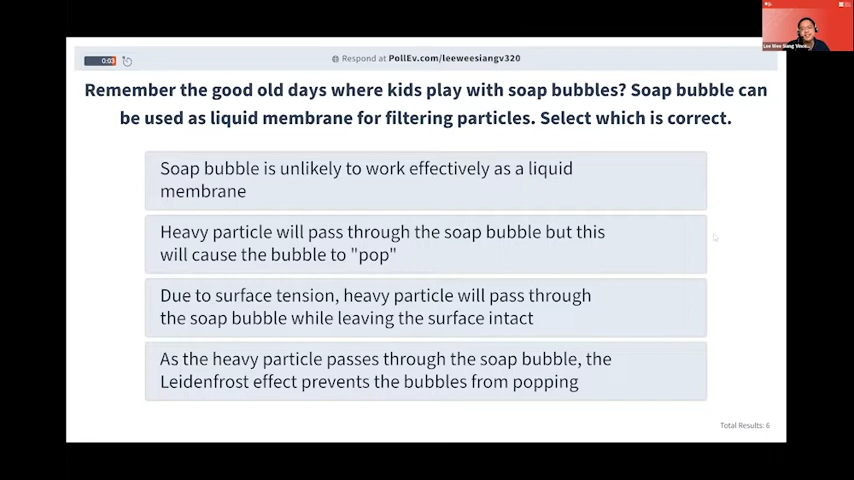 0:03
Respond at PollEv.com/leeweesiangv320
Remember the good old days where kids play with soap bubbles? Soap bubble can
be used as liquid membrane for filtering particles. Select which is correct.
Soap bubble is unlikely to work effectively as a liquid
membrane
Heavy particle will pass through the soap bubble but this
will cause the bubble to "pop"
Due to surface tension, heavy particle will pass through
the soap bubble while leaving the surface intact
As the heavy particle passes through the soap bubble, the
Leidenfrost effect prevents the bubbles from popping
Total Results: 6
Lee Wee Siang